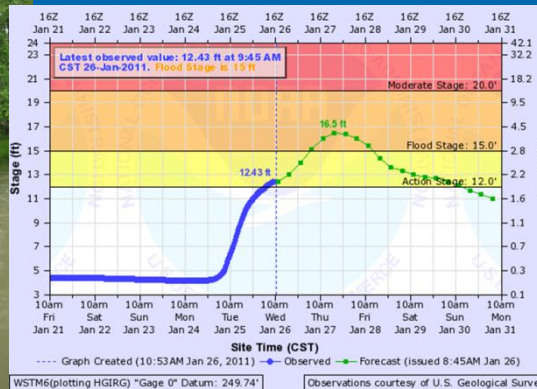 16Z 16Z 16Z 16Z 16Z 16Z 16Z 16Z 16Z 16Z 16Z
Jan 21 Jan 22 Jan 23 Jan 24 Jan 25 Jan 26 Jan 27 Jan 28 Jan 29 Jan 30 Jan 31
Latest observed value: 12.43 ft at 9:45 AM
CST 26-Jan-2011. Flood Stage is 15 ft
24 42.1
23 32.2
21 18.2
Moderate Stage: 20.0'
19 9.5
16.5 ft
17 4.5
Flood Stage: 15.0'
15 2.8
12.43 ft
13 2.2
Action Stage: 12.0'
11 1.6
9 1.1
7 0.7
5 0.3
3 0.1
Stage (ft)
10am 10am 10am 10am 10am 10am 10am 10am 10am 10am 10am
Fri Sat Sun Mon Tue Wed Thu Fri Sat Sun Mon
Jan 21 Jan 22 Jan 23 Jan 24 Jan 25 Jan 26 Jan 27 Jan 28 Jan 29 Jan 30 Jan 31
Site Time (CST)
Graph Created (10:53AM Jan 26, 2011) Observed Forecast (issued 8:45AM Jan 26)
WSTM6(plotting HGIRG) "Gage 0" Datum: 249.74' Observations courtesy of U.S. Geological Surve